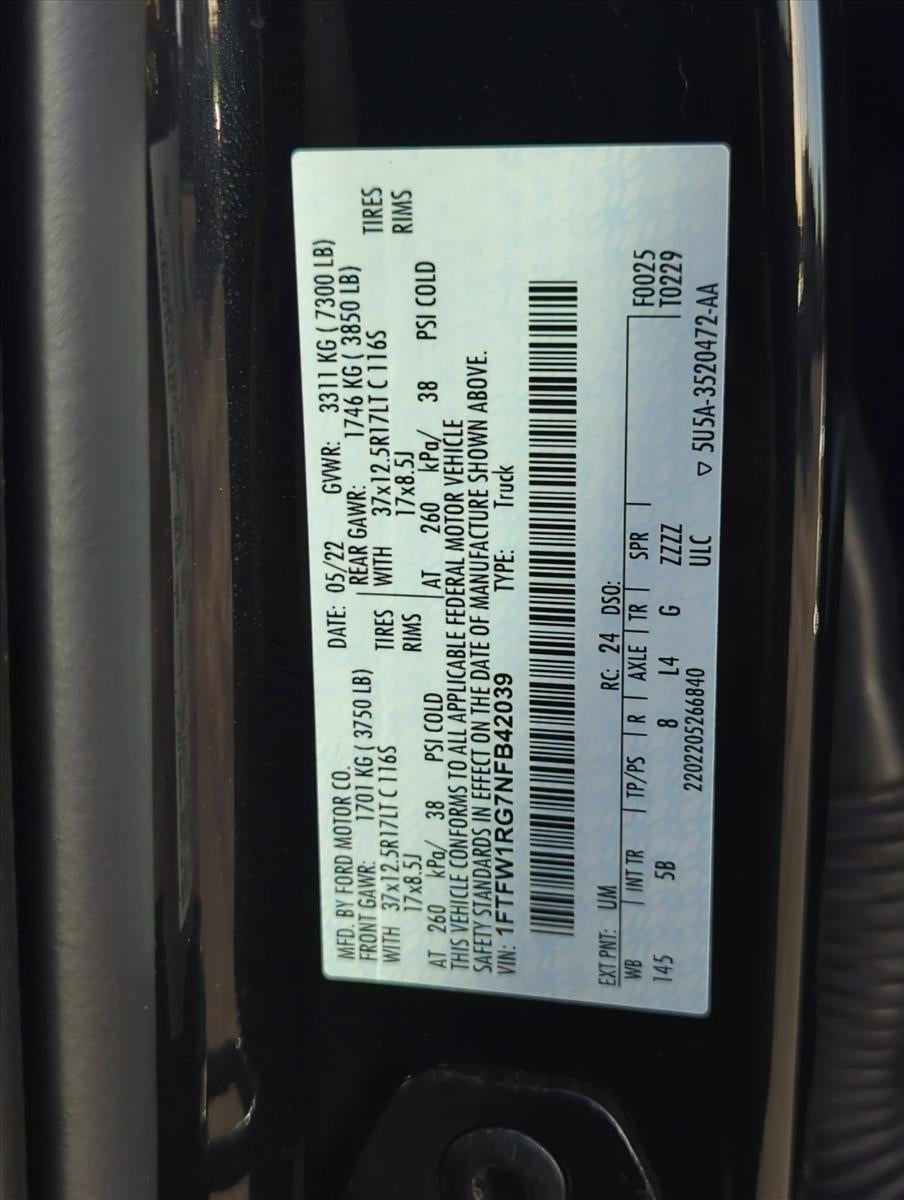 MFD. BY FORD MOTOR CO. DATE: 05/22 GVWR: 3311 KG ( 7300 LB)
FRONT GAWR: 1701 KG ( 3750 LB) REAR GAWR: 1746 KG ( 3850 LB)
WITH 37x12.5R17LT C 116S TIRES WITH 37x12.5R17LT C 116S TIRES
17x8.5J RIMS 17x8.5J RIMS
AT 260 kPa/ 38 PSI COLD AT 260 kPa/ 38 PSI COLD
THIS VEHICLE CONFORMS TO ALL APPLICABLE FEDERAL MOTOR VEHICLE
SAFETY STANDARDS IN EFFECT ON THE DATE OF MANUFACTURE SHOWN ABOVE.
VIN: 1FTFW1RG7NFB42039 TYPE: Truck
EXT PNT: UM RC: 24 DSO:
WB INT TR TP/PS R AXLE TR SPR F0025
145 5B 8 L4 G ZZZZ T0229
2202205266840 ULC ▽ 5U5A-3520472-AA